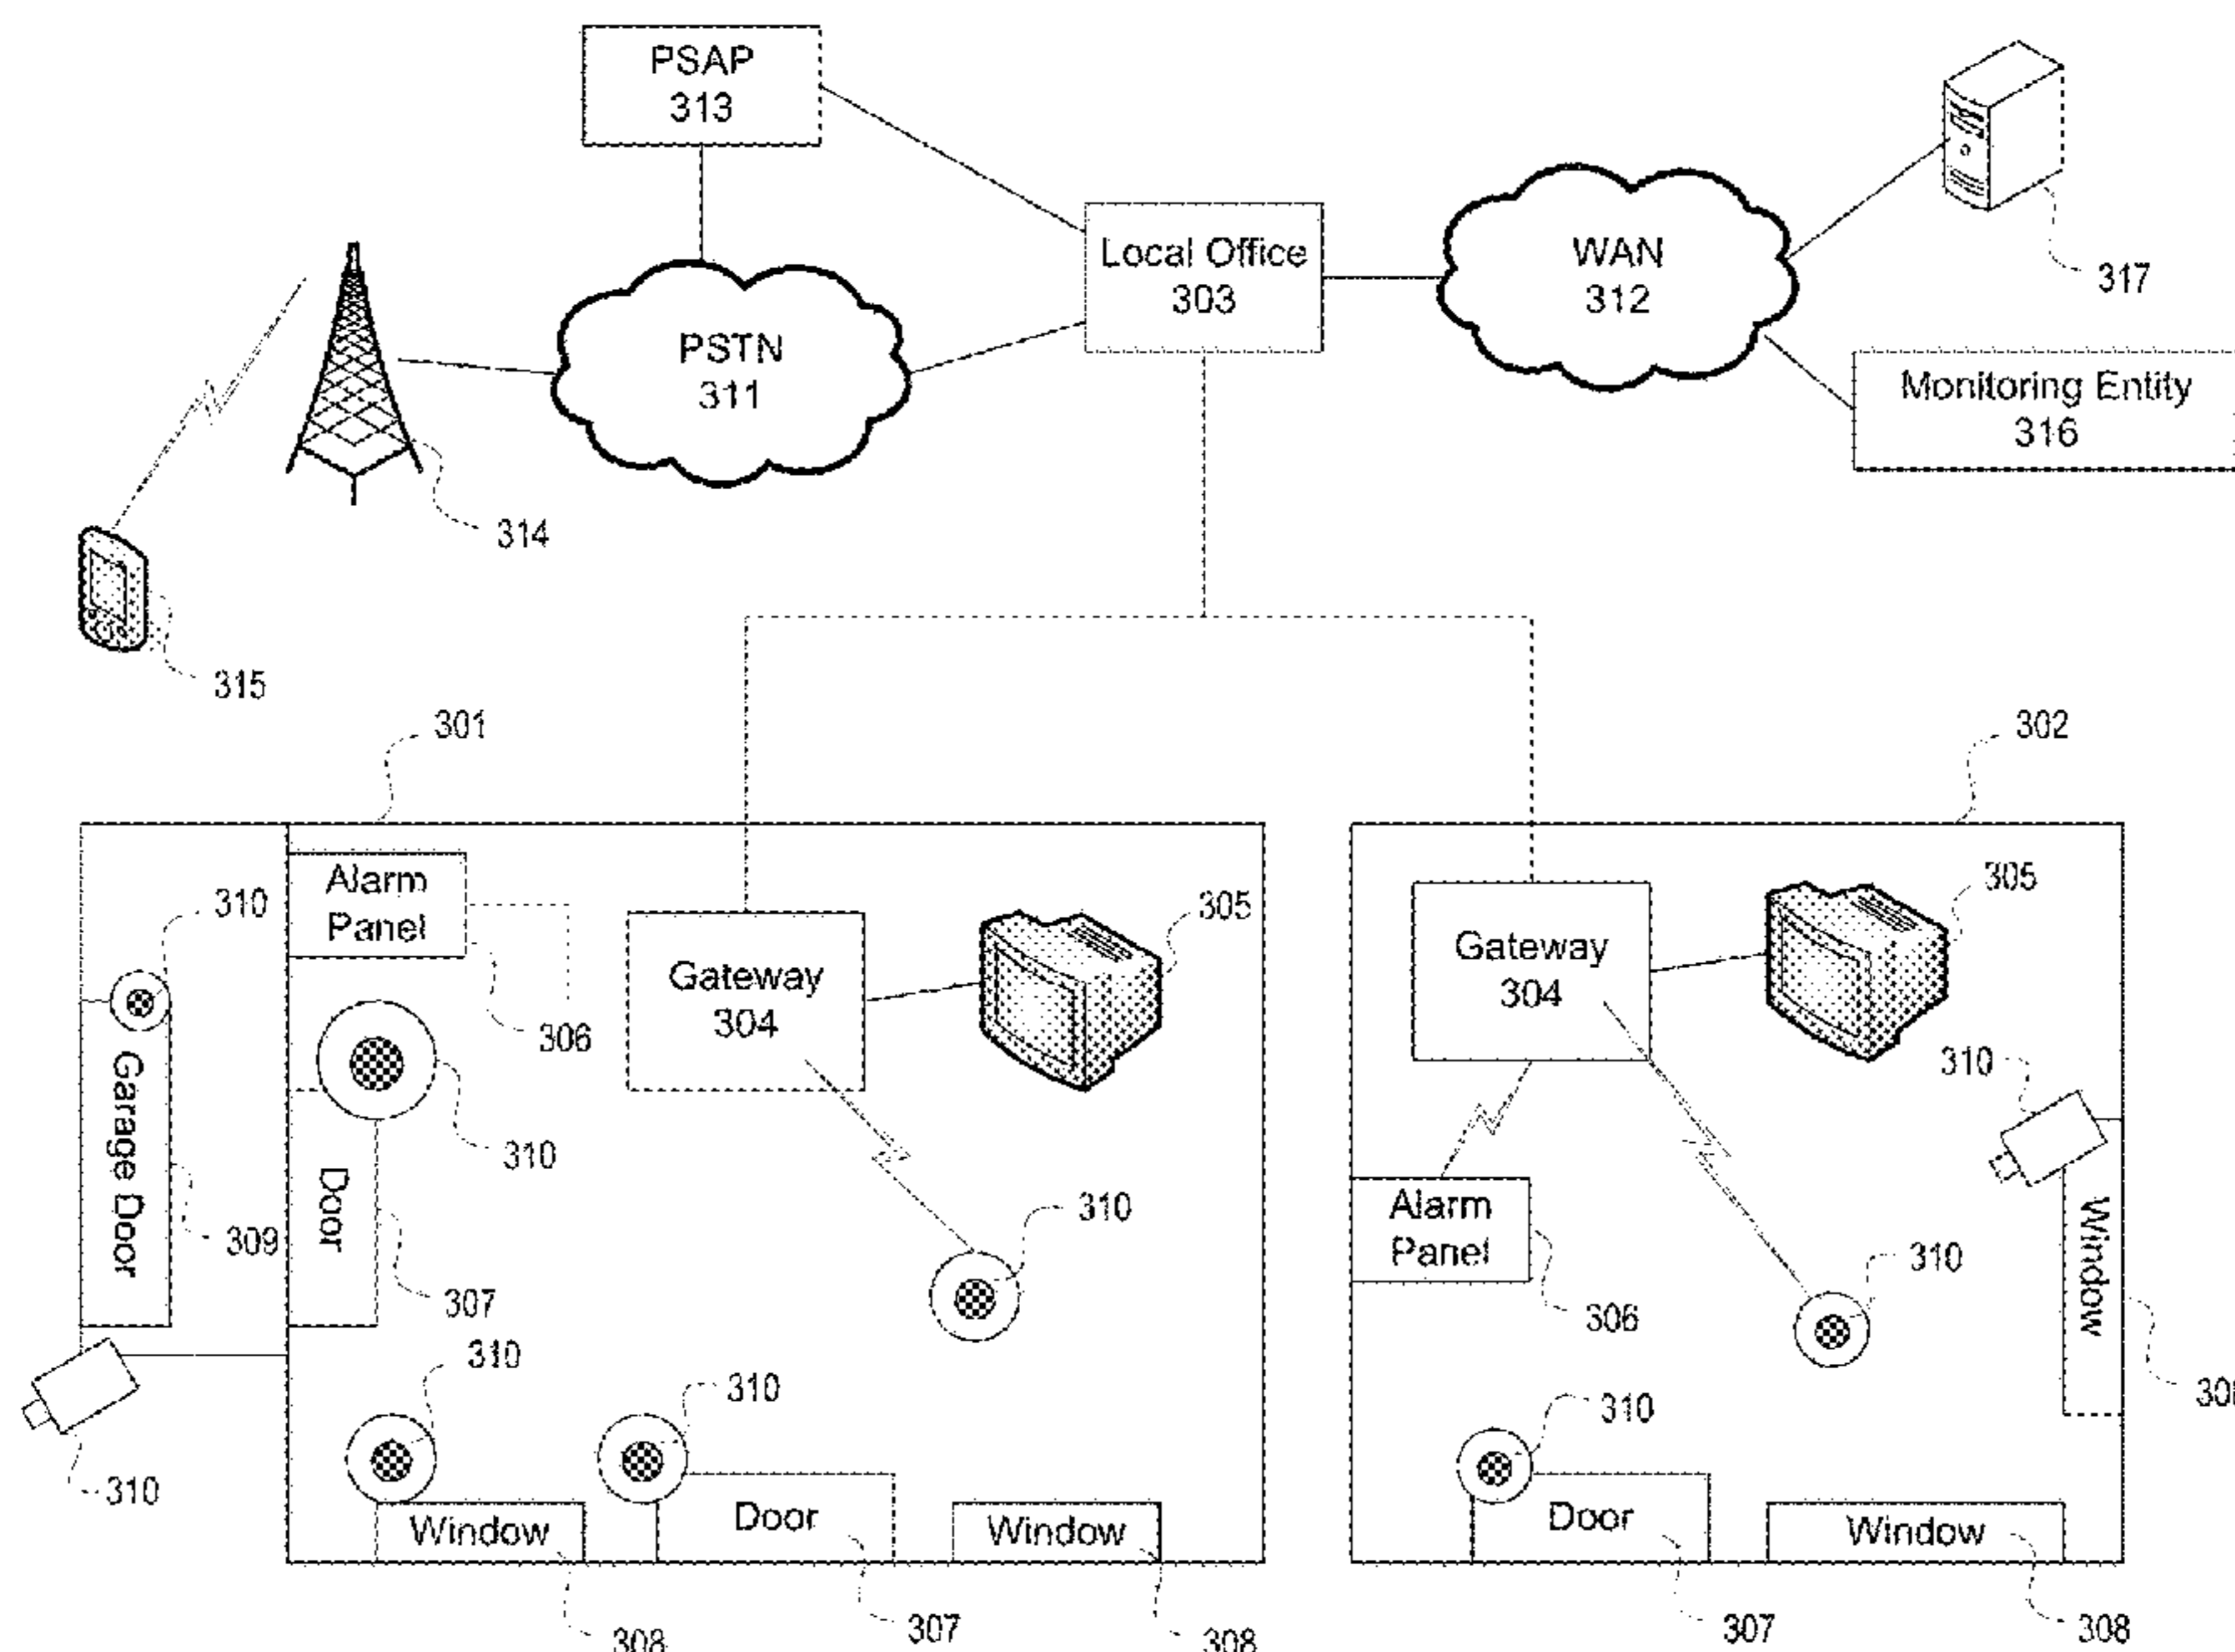 PSAP
313
Local Office
303
WAN
312
317
PSTN
311
Monitoring Entity
316
314
315
301
302
Alarm
Panel
310
306
Gateway
304
305
Gateway
304
305
310
Garage Door
309
310
Door
307
310
Alarm
Panel
306
310
Window
310
310
310
310
Window
308
Door
307
Window
308
Door
307
Window
308